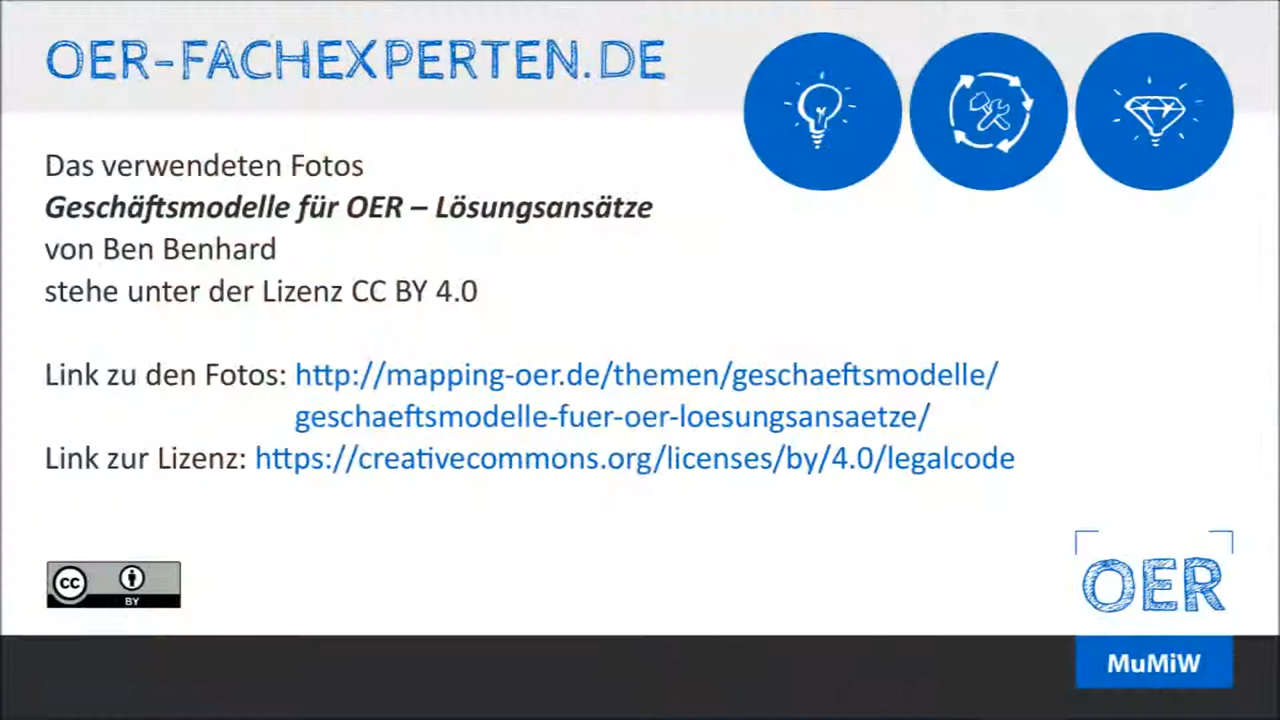 OER-FACHEXPERTEN.DE
Das verwendeten Fotos
Geschäftsmodelle für OER – Lösungsansätze
von Ben Benhard
stehe unter der Lizenz CC BY 4.0
Link zu den Fotos: http://mapping-oer.de/themen/geschaeftsmodelle/
geschaeftsmodelle-fuer-oer-loesungsansaetze/
Link zur Lizenz: https://creativecommons.org/licenses/by/4.0/legalcode
cc
BY
OER
MuMiW